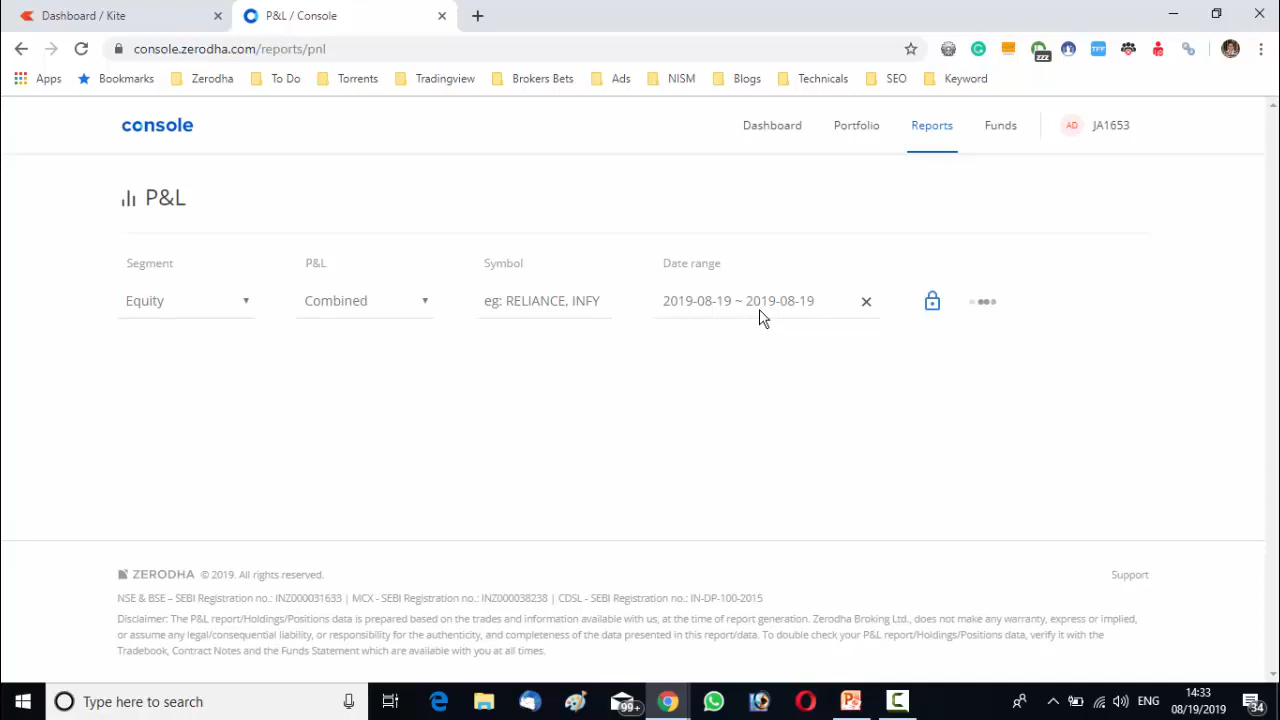 Dashboard / Kite
P&L / Console
console.zerodha.com/reports/pnl
zzz
TFF
Apps
Bookmarks
Zerodha
To Do
Torrents
Tradingview
Brokers Bets
Ads
NISM
Blogs
Technicals
SEO
Keyword
console
Dashboard
Portfolio
Reports
Funds
AD
JA1653
P&L
Segment
P&L
Symbol
Date range
Equity
Combined
eg: RELIANCE, INFY
2019-08-19 ~ 2019-08-19
ZERODHA © 2019. All rights reserved.
Support
NSE & BSE – SEBI Registration no.: INZ000031633 | MCX - SEBI Registration no.: INZ000038238 | CDSL - SEBI Registration no.: IN-DP-100-2015
Disclaimer: The P&L report/Holdings/Positions data is prepared based on the trades and information available with us, at the time of report generation. Zerodha Broking Ltd., does not make any warranty, express or implied,
or assume any legal/consequential liability, or responsibility for the authenticity, and completeness of the data presented in this report/data. To double check your P&L report/Holdings/Positions data, verify it with the
Tradebook, Contract Notes and the Funds Statement which are available with you at all times.
Type here to search
99+
ENG
14:33
08/19/2019
34